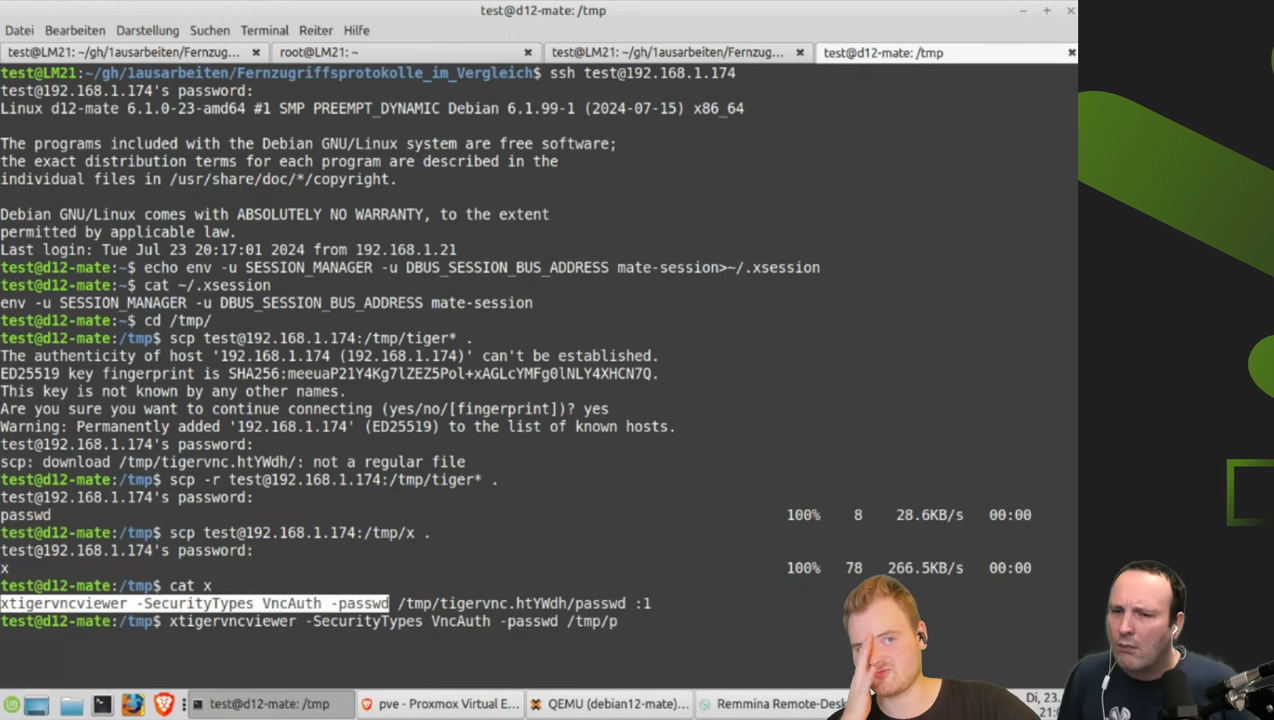 test@d12-mate: /tmp
Datei Bearbeiten Darstellung Suchen Terminal Reiter Hilfe
test@LM21: ~/gh/1ausarbeiten/Fernzug... × root@LM21: ~ × test@LM21: ~/gh/1ausarbeiten/Fernzug... × test@d12-mate: /tmp ×
test@LM21:~/gh/1ausarbeiten/Fernzugriffsprotokolle_im_Vergleich$ ssh test@192.168.1.174
test@192.168.1.174's password:
Linux d12-mate 6.1.0-23-amd64 #1 SMP PREEMPT_DYNAMIC Debian 6.1.99-1 (2024-07-15) x86_64
The programs included with the Debian GNU/Linux system are free software;
the exact distribution terms for each program are described in the
individual files in /usr/share/doc/*/copyright.
Debian GNU/Linux comes with ABSOLUTELY NO WARRANTY, to the extent
permitted by applicable law.
Last login: Tue Jul 23 20:17:01 2024 from 192.168.1.21
test@d12-mate:~$ echo env -u SESSION_MANAGER -u DBUS_SESSION_BUS_ADDRESS mate-session>~/.xsession
test@d12-mate:~$ cat ~/.xsession
env -u SESSION_MANAGER -u DBUS_SESSION_BUS_ADDRESS mate-session
test@d12-mate:~$ cd /tmp/
test@d12-mate:/tmp$ scp test@192.168.1.174:/tmp/tiger* .
The authenticity of host '192.168.1.174 (192.168.1.174)' can't be established.
ED25519 key fingerprint is SHA256:meeuaP21Y4Kg7lZEZ5Pol+xAGLcYMFg0lNLY4XHCN7Q.
This key is not known by any other names.
Are you sure you want to continue connecting (yes/no/[fingerprint])? yes
Warning: Permanently added '192.168.1.174' (ED25519) to the list of known hosts.
test@192.168.1.174's password:
scp: download /tmp/tigervnc.htYWdh/: not a regular file
test@d12-mate:/tmp$ scp -r test@192.168.1.174:/tmp/tiger* .
test@192.168.1.174's password:
passwd 100% 8 28.6KB/s 00:00
test@d12-mate:/tmp$ scp test@192.168.1.174:/tmp/x .
test@192.168.1.174's password:
x 100% 78 266.5KB/s 00:00
test@d12-mate:/tmp$ cat x
xtigervncviewer -SecurityTypes VncAuth -passwd /tmp/tigervnc.htYWdh/passwd :1
test@d12-mate:/tmp$ xtigervncviewer -SecurityTypes VncAuth -passwd /tmp/p
test@d12-mate: /tmp pve - Proxmox Virtual E... QEMU (debian12-mate)... Remmina Remote-Desk... Di, 23.